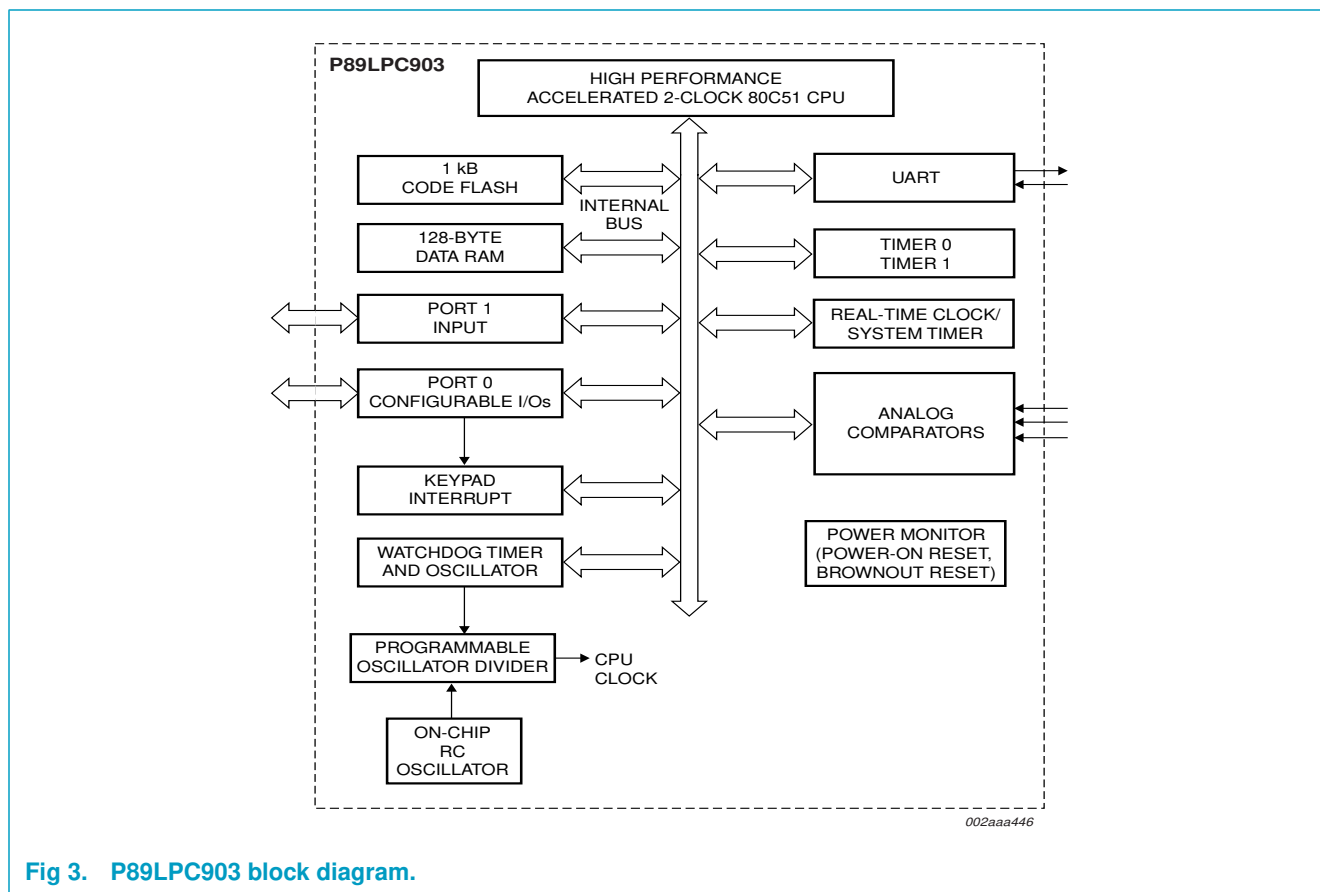 P89LPC903
HIGH PERFORMANCE
ACCELERATED 2-CLOCK 80C51 CPU
1 kB
CODE FLASH
INTERNAL
BUS
128-BYTE
DATA RAM
PORT 1
INPUT
PORT 0
CONFIGURABLE I/Os
KEYPAD
INTERRUPT
WATCHDOG TIMER
AND OSCILLATOR
PROGRAMMABLE
OSCILLATOR DIVIDER
CPU
CLOCK
ON-CHIP
RC
OSCILLATOR
UART
TIMER 0
TIMER 1
REAL-TIME CLOCK/
SYSTEM TIMER
ANALOG
COMPARATORS
POWER MONITOR
(POWER-ON RESET,
BROWNOUT RESET)
002aaa446
Fig 3. P89LPC903 block diagram.